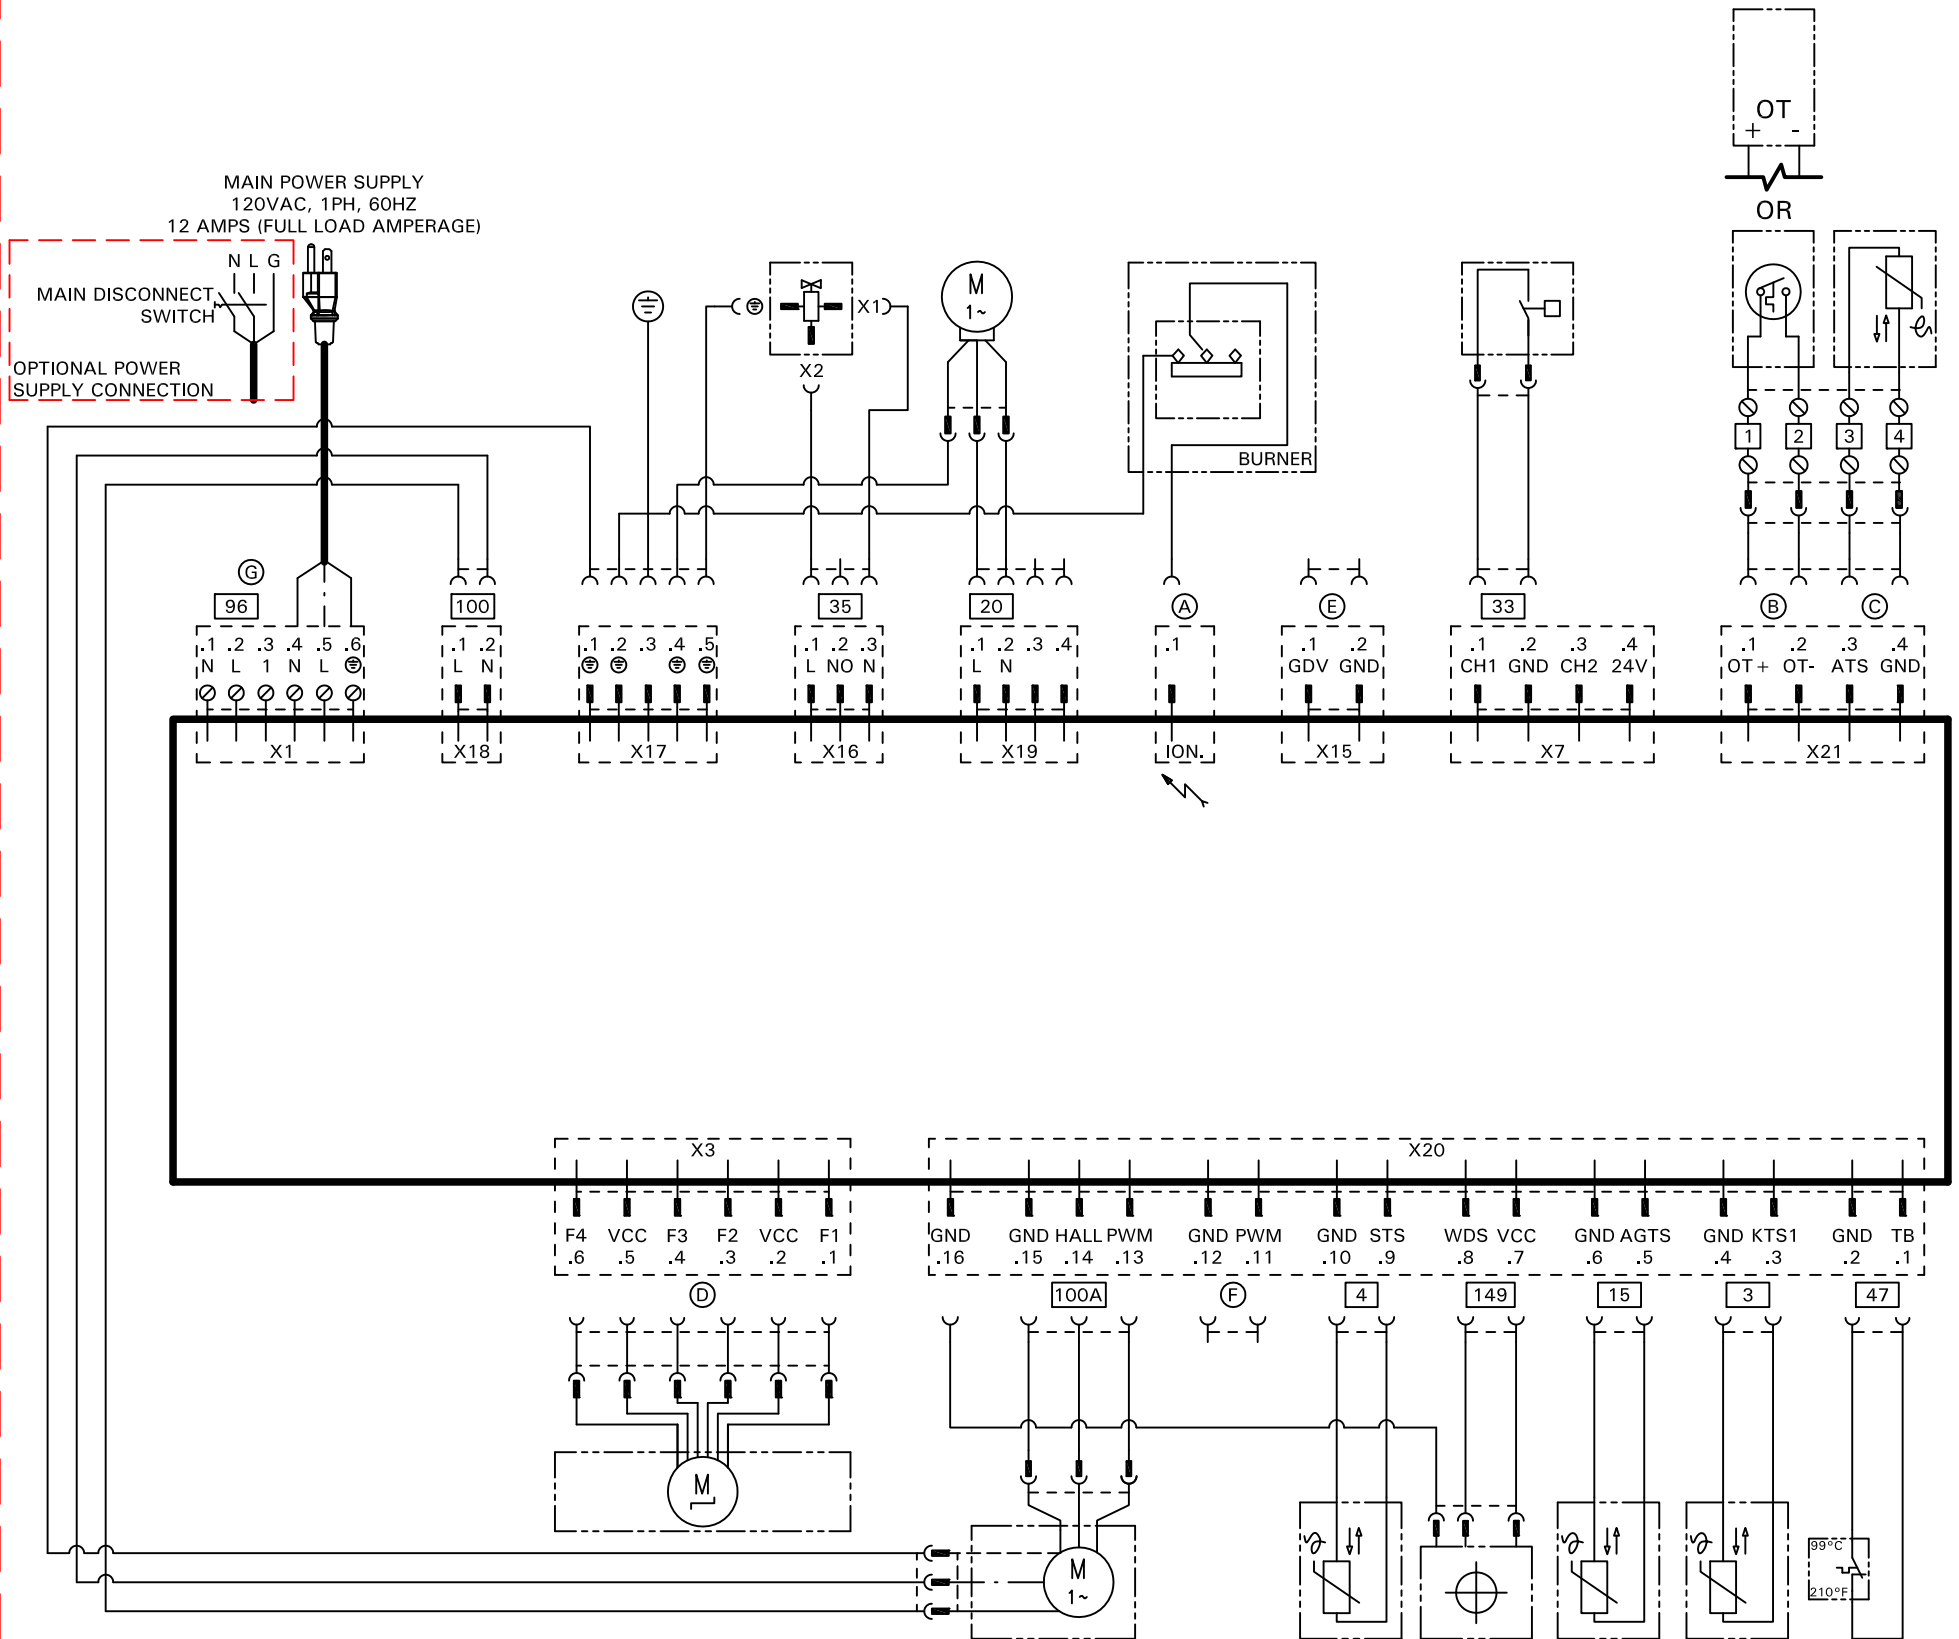 OT
+ -
OR
MAIN POWER SUPPLY
120VAC, 1PH, 60HZ
12 AMPS (FULL LOAD AMPERAGE)
N L G
MAIN DISCONNECT
SWITCH
OPTIONAL POWER
SUPPLY CONNECTION
X1
X2
M
1~
BURNER
1 2 3 4
G
96 100 35 20 A E 33 B C
.1 .2 .3 .4 .5 .6
N L 1 N L
X1
.1 .2
L N
X18
.1 .2 .3 .4 .5
X17
.1 .2 .3
L NO N
X16
.1 .2 .3 .4
L N
X19
.1
ION.
.1 .2
GDV GND
X15
.1 .2 .3 .4
CH1 GND CH2 24V
X7
.1 .2 .3 .4
OT+ OT- ATS GND
X21
X3
F4 VCC F3 F2 VCC F1
.6 .5 .4 .3 .2 .1
D
X20
GND GND HALL PWM GND PWM GND STS WDS VCC GND AGTS GND KTS1 GND TB
.16 .15 .14 .13 .12 .11 .10 .9 .8 .7 .6 .5 .4 .3 .2 .1
100A F 4 149 15 3 47
M
M
1~
99°C
210°F